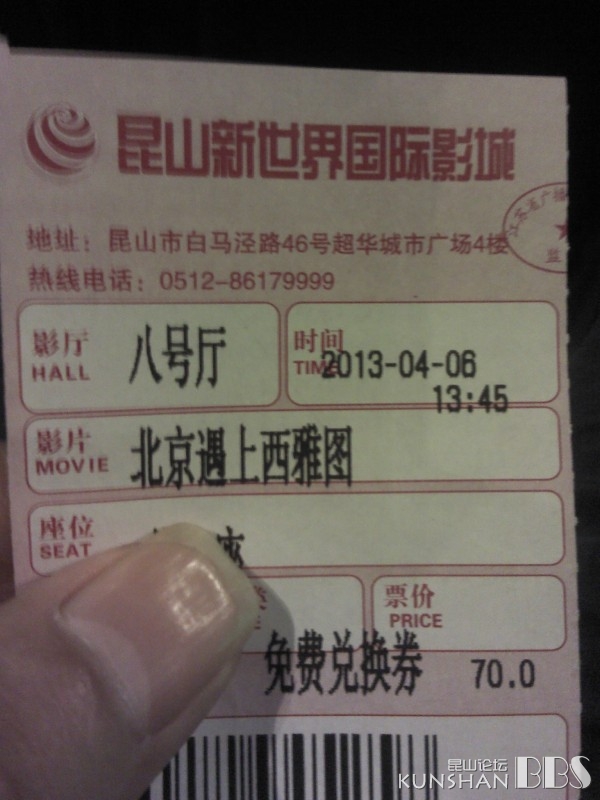 昆山新世界国际影城
地址：昆山市白马泾路46号超华城市广场4楼
热线电话：0512-86179999
影厅
HALL
八号厅
时间
TIME
2013-04-06
13:45
影片
MOVIE
北京遇上西雅图
座位
SEAT
座
票价
PRICE
免费兑换券
70.0
昆山论坛
KUNSHAN BBS